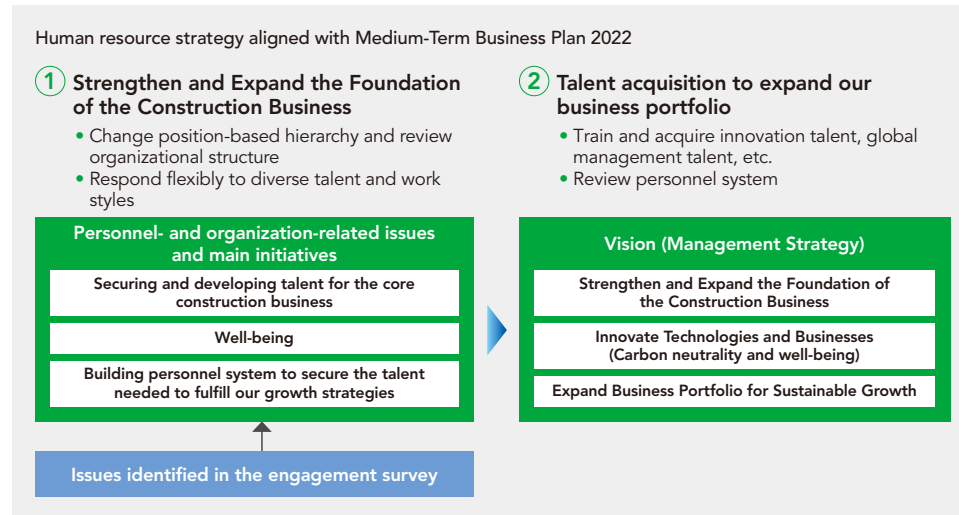 Human resource strategy aligned with Medium-Term Business Plan 2022
1 Strengthen and Expand the Foundation
of the Construction Business
• Change position-based hierarchy and review
organizational structure
• Respond flexibly to diverse talent and work
styles
2 Talent acquisition to expand our
business portfolio
• Train and acquire innovation talent, global
management talent, etc.
• Review personnel system
Personnel- and organization-related issues
and main initiatives
Securing and developing talent for the core
construction business
Well-being
Building personnel system to secure the talent
needed to fulfill our growth strategies
Issues identified in the engagement survey
Vision (Management Strategy)
Strengthen and Expand the Foundation of
the Construction Business
Innovate Technologies and Businesses
(Carbon neutrality and well-being)
Expand Business Portfolio for Sustainable Growth